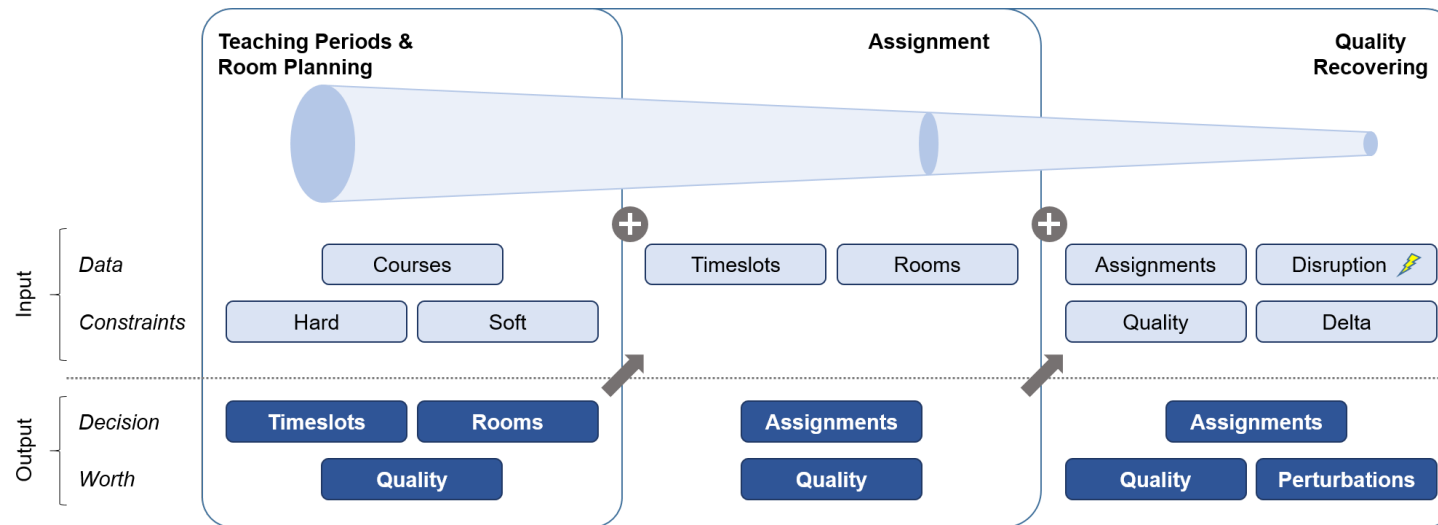 Teaching Periods &
Room Planning
Assignment
Quality
Recovering
Input
Data
Courses
Timeslots
Rooms
Assignments
Disruption
Constraints
Hard
Soft
Quality
Delta
Output
Decision
Timeslots
Rooms
Assignments
Assignments
Worth
Quality
Quality
Quality
Perturbations